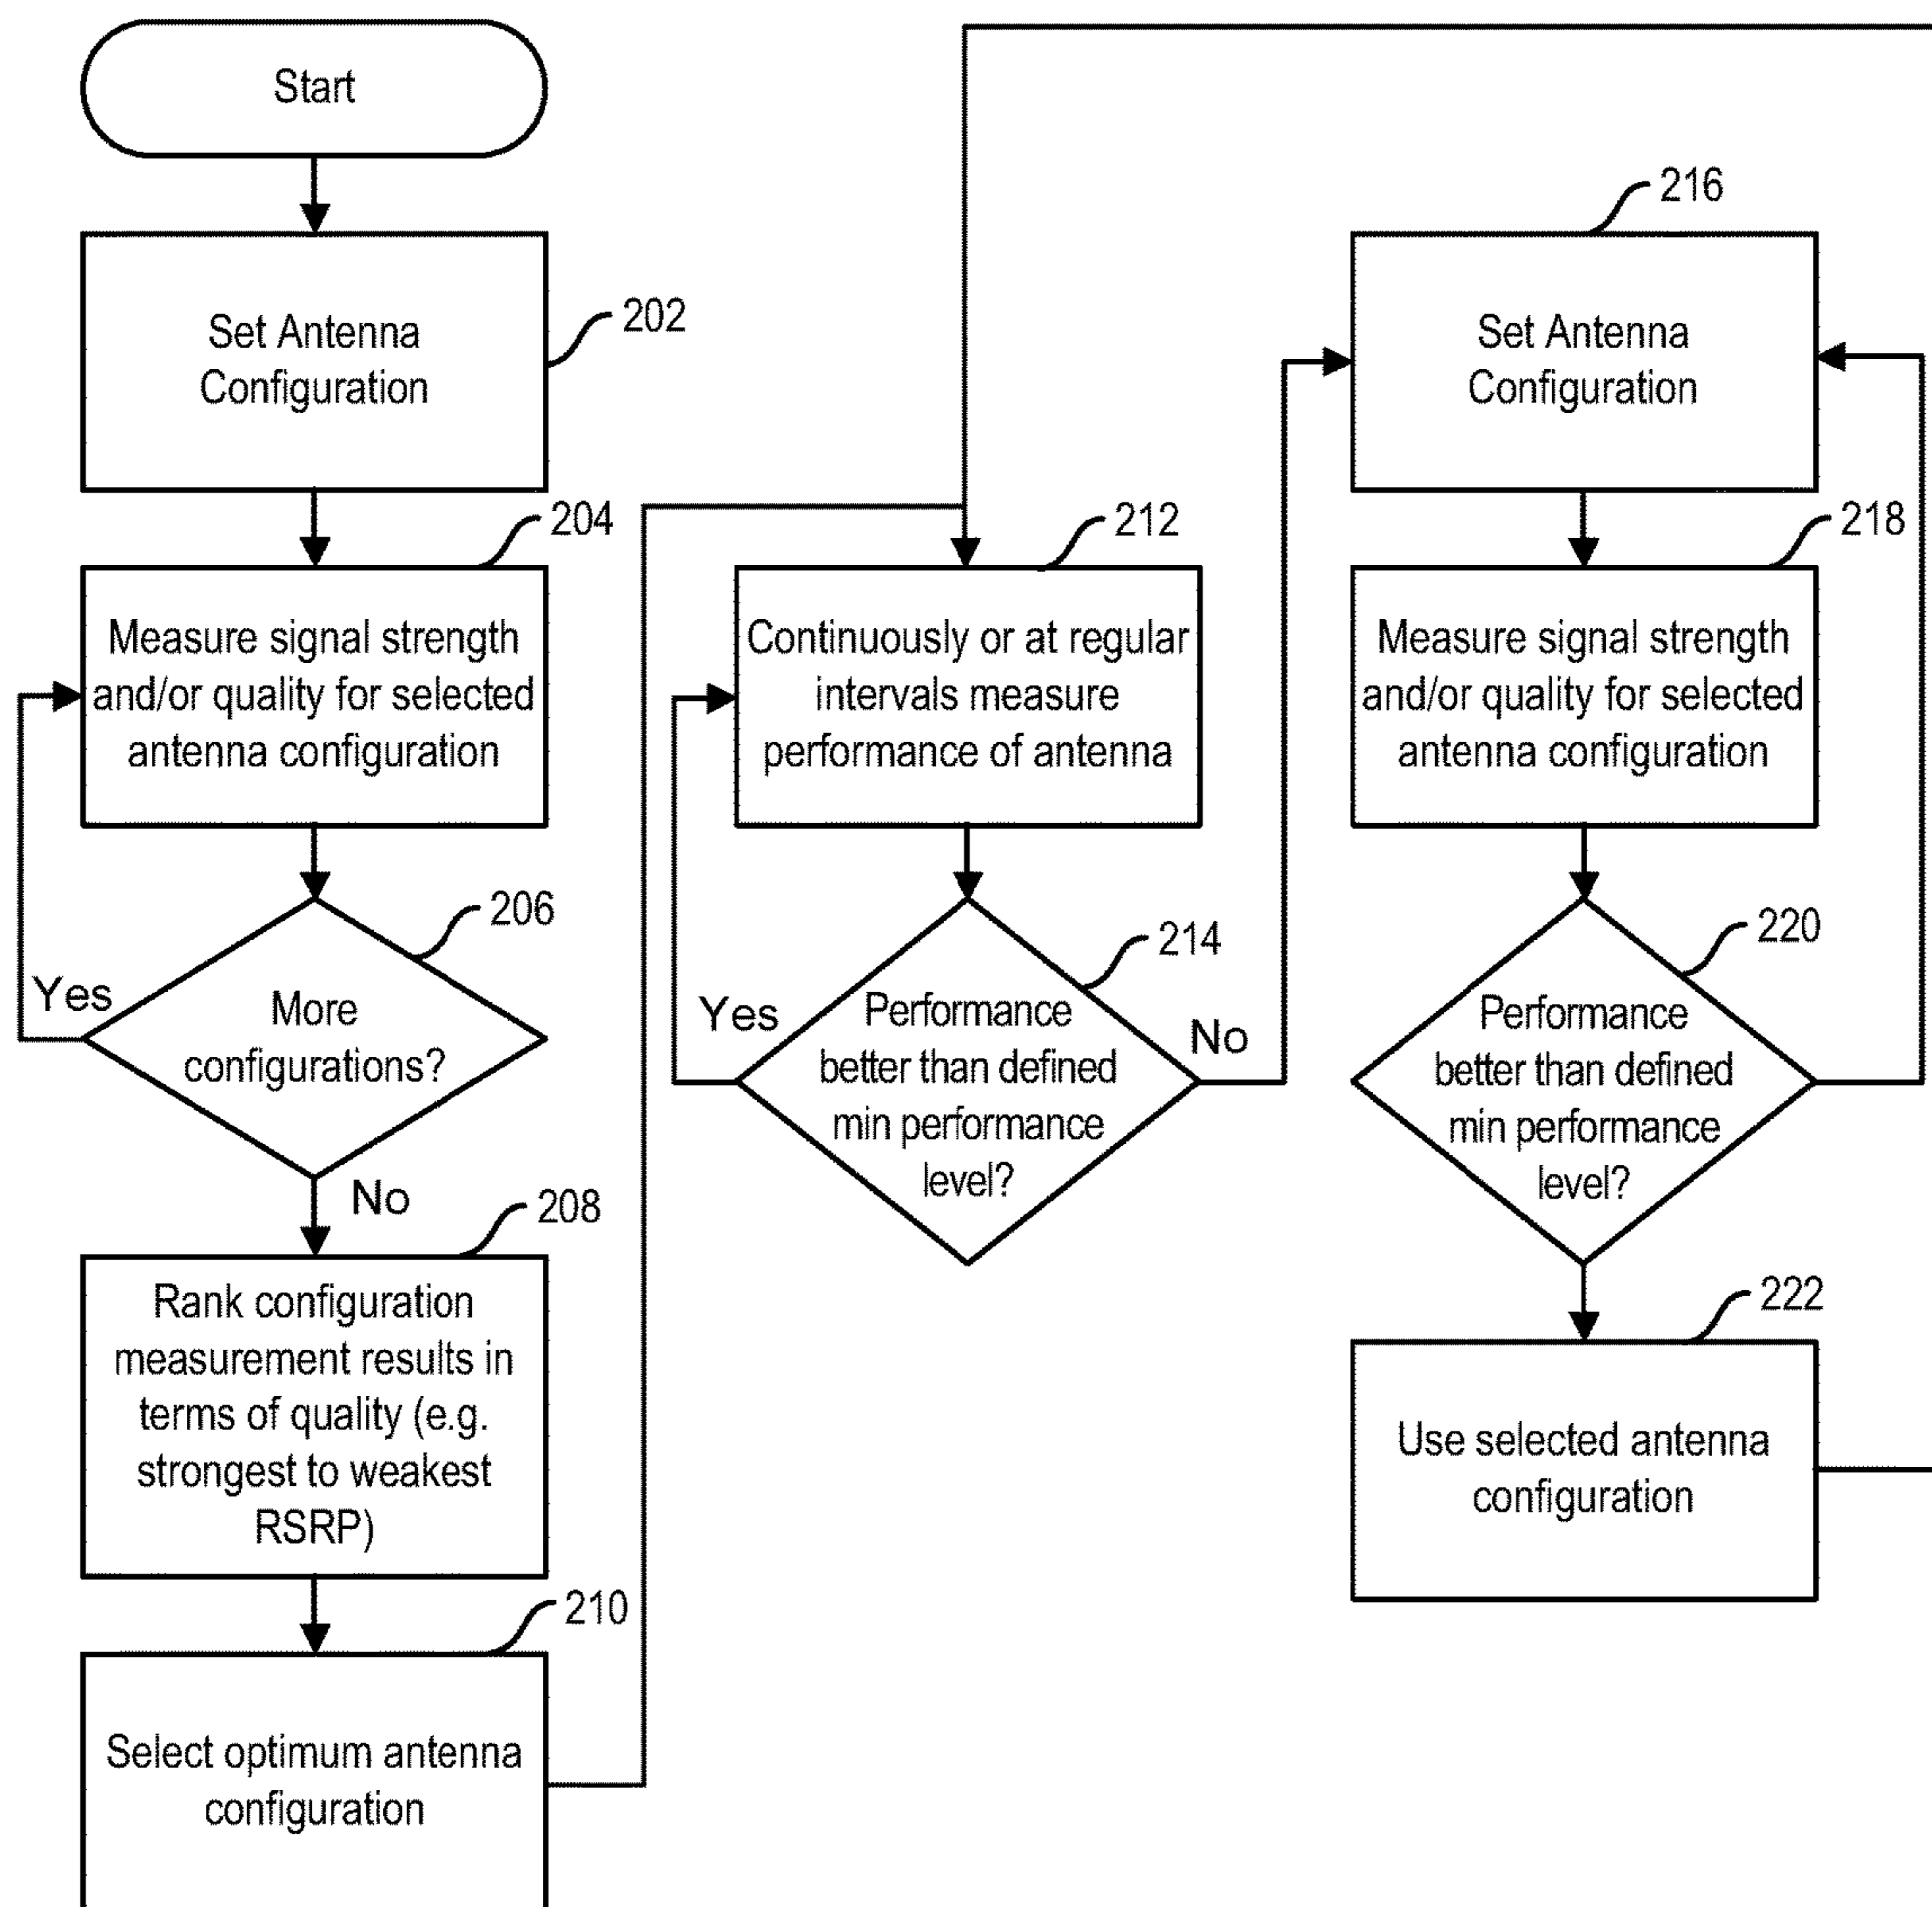 Start
Set Antenna
Configuration
202
204
Measure signal strength
and/or quality for selected
antenna configuration
206
Yes
More
configurations?
No
208
Rank configuration
measurement results in
terms of quality (e.g.
strongest to weakest
RSRP)
210
Select optimum antenna
configuration
212
Continuously or at regular
intervals measure
performance of antenna
214
Yes
Performance
better than defined
min performance
level?
No
216
Set Antenna
Configuration
218
Measure signal strength
and/or quality for selected
antenna configuration
220
Performance
better than defined
min performance
level?
222
Use selected antenna
configuration